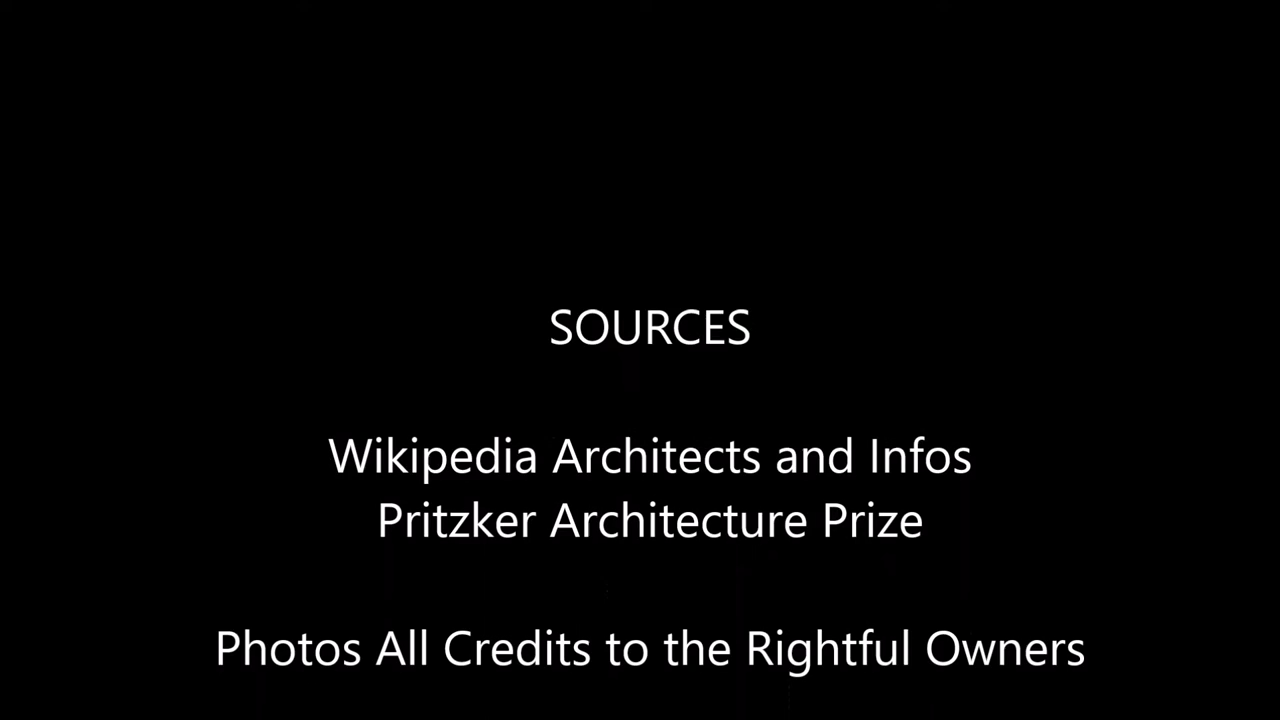 SOURCES
Wikipedia Architects and Infos
Pritzker Architecture Prize
Photos All Credits to the Rightful Owners